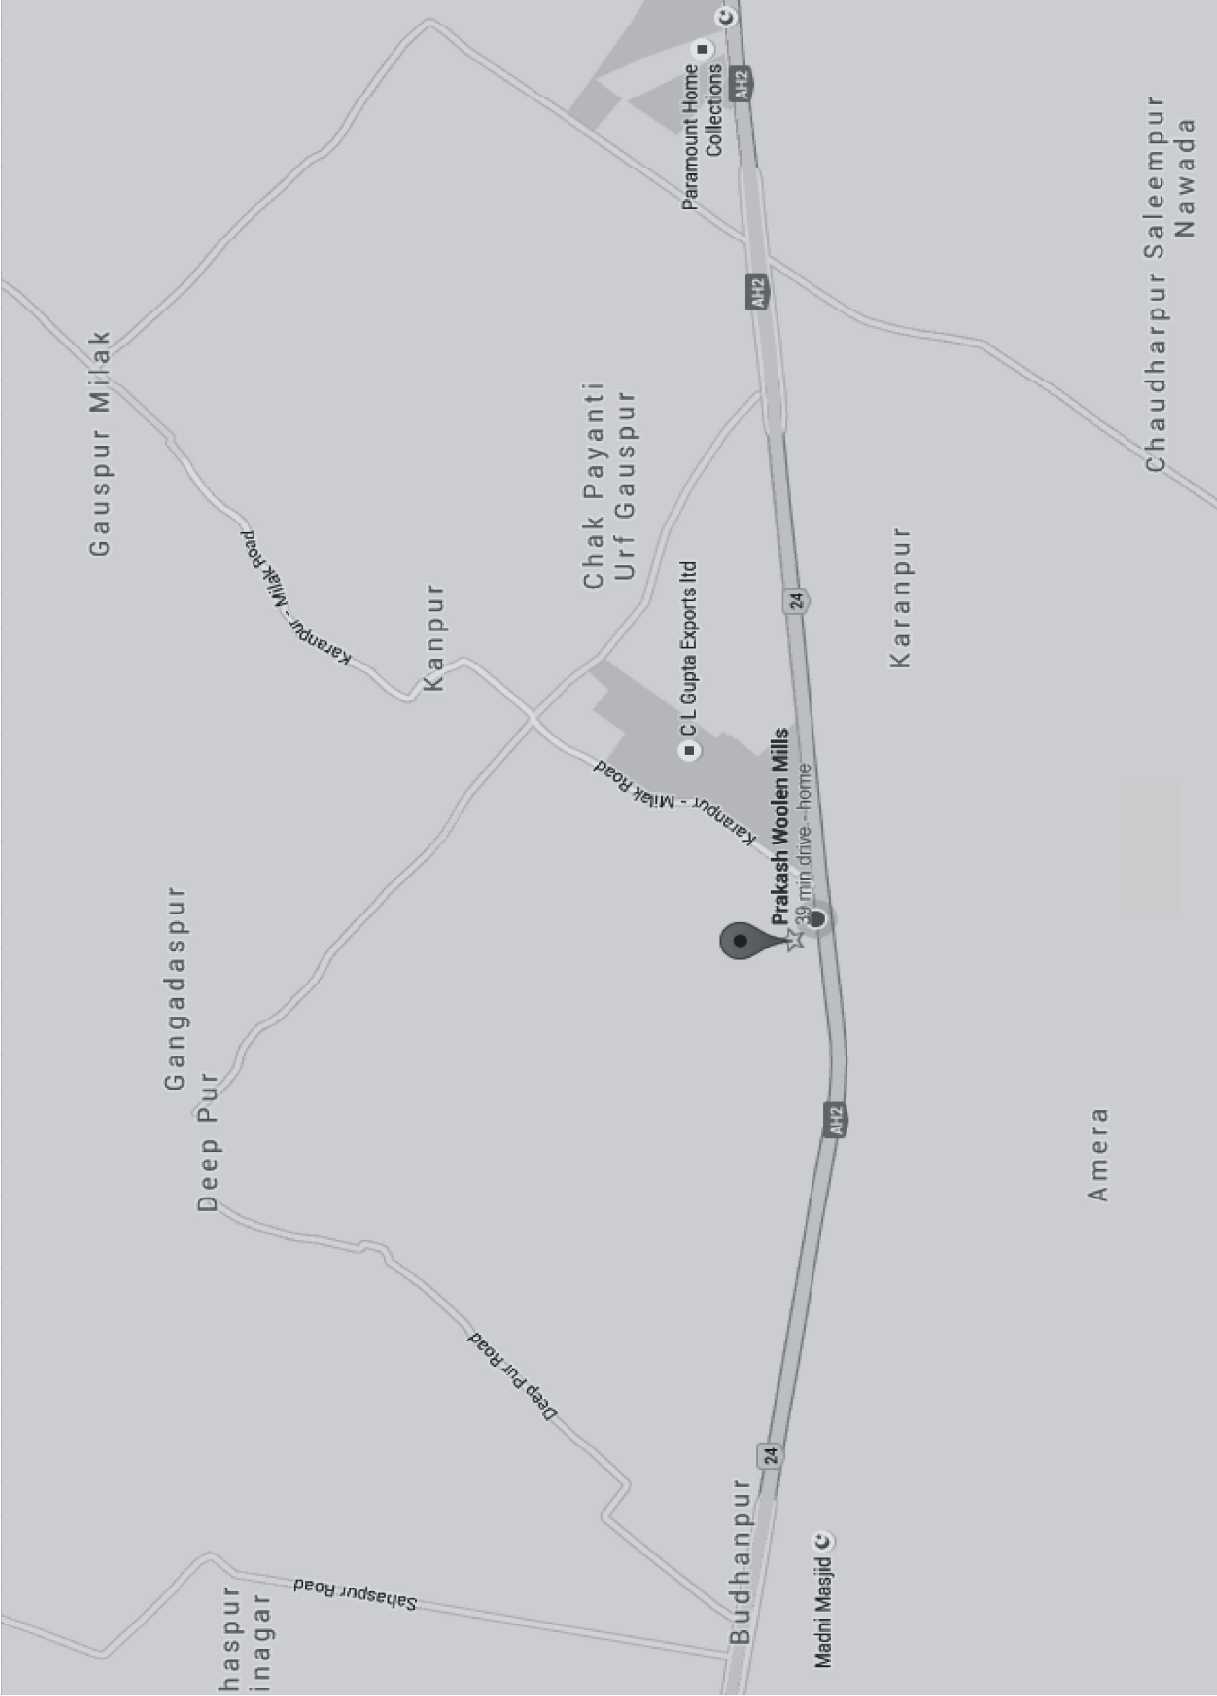 Gauspur Milak
Gangadaspur
Deep Pur
haspur
inagar
Karanpur - Milak Road
Sahaspur Road
Kanpur
Deep Pur Road
Chak Payanti
Urf Gauspur
Karanpur - Milak Road
C L Gupta Exports ltd
Paramount Home
Collections
Budhanpur
AH2
AH2
24
Prakash Woolen Mills
39 min drive - home
24
Madni Masjid
AH2
Karanpur
Amera
Chaudharpur Saleempur
Nawada